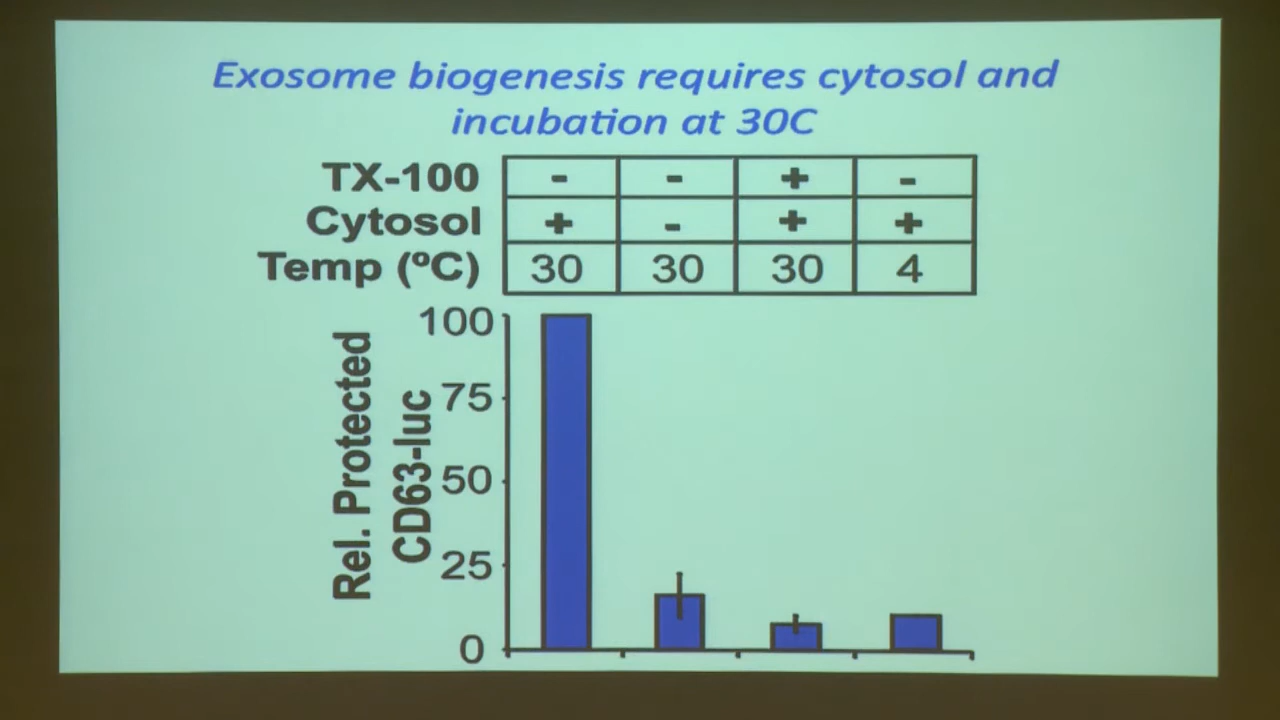 Exosome biogenesis requires cytosol and
incubation at 30C
TX-100 - - + -
Cytosol + - + +
Temp (ºC) 30 30 30 4
Rel. Protected
CD63-luc
100
75
50
25
0